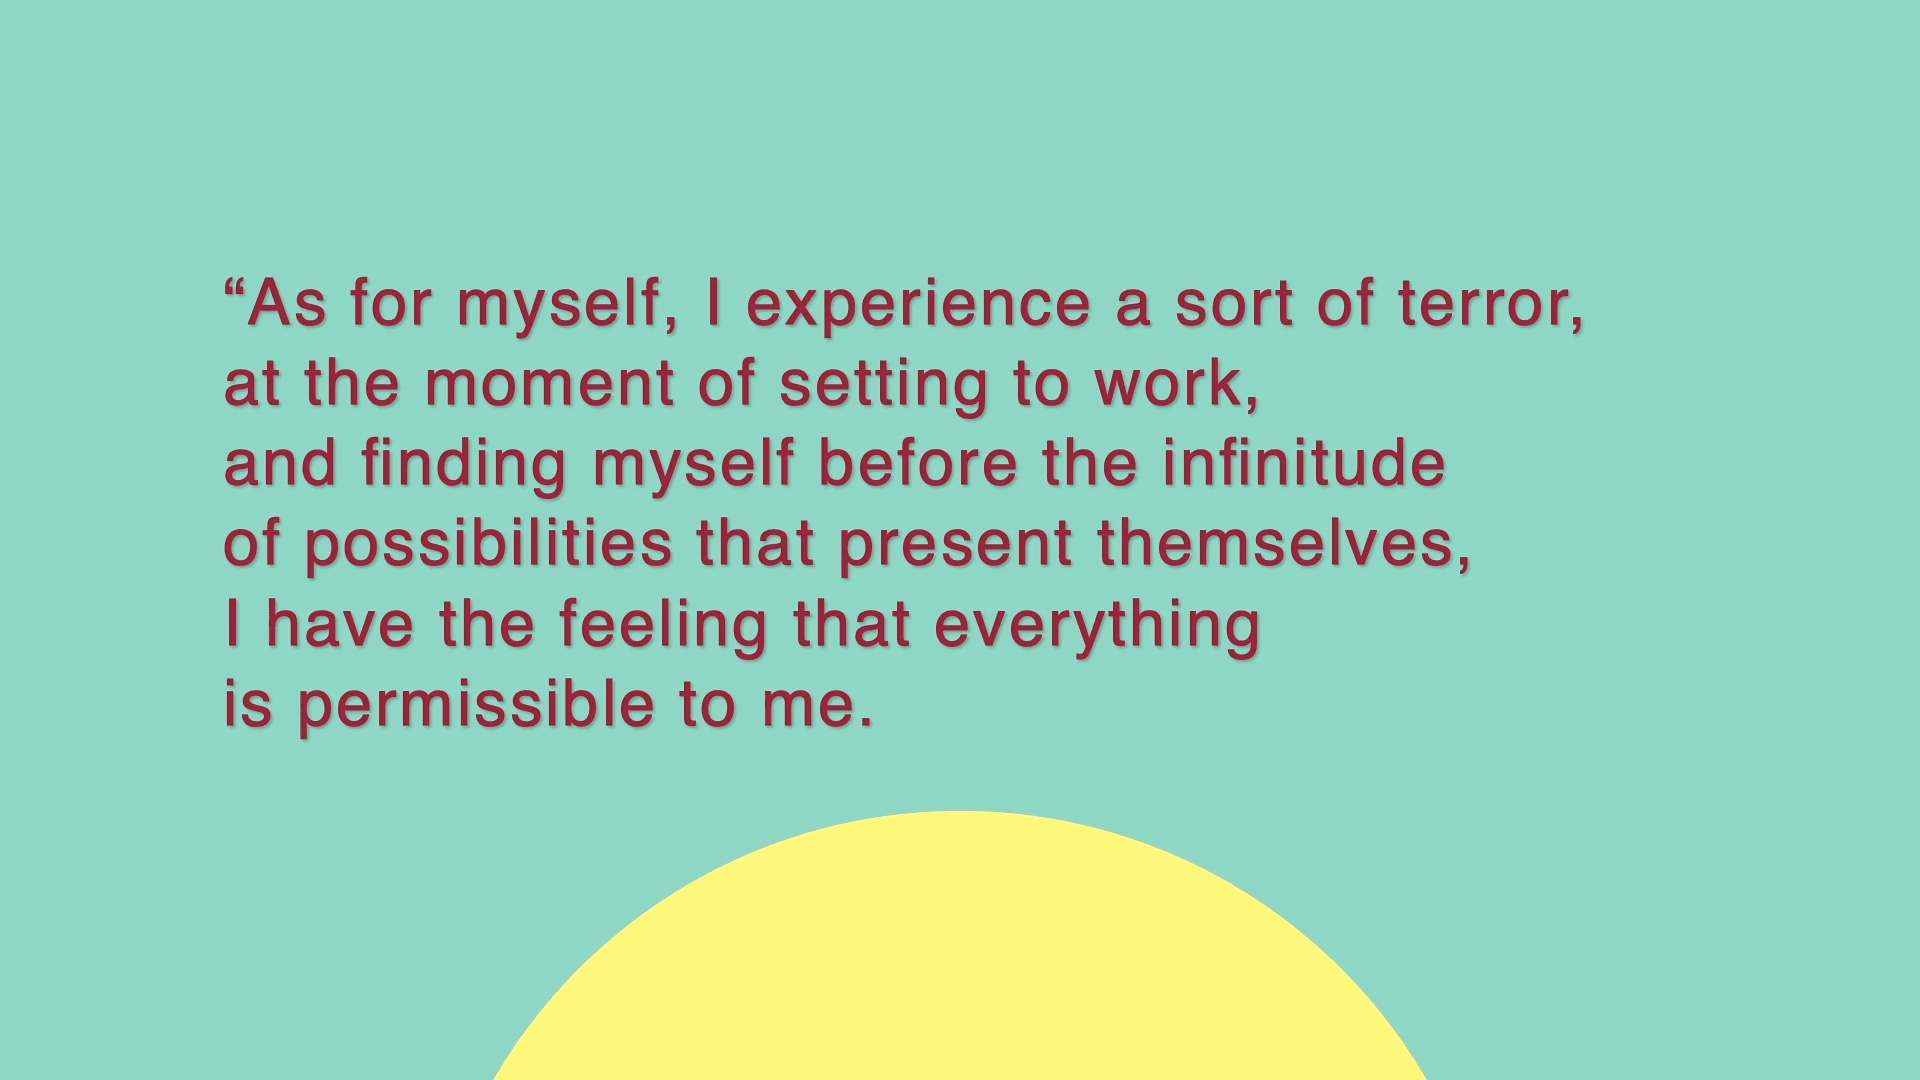 “As for myself, I experience a sort of terror,
at the moment of setting to work,
and finding myself before the infinitude
of possibilities that present themselves,
I have the feeling that everything
is permissible to me.